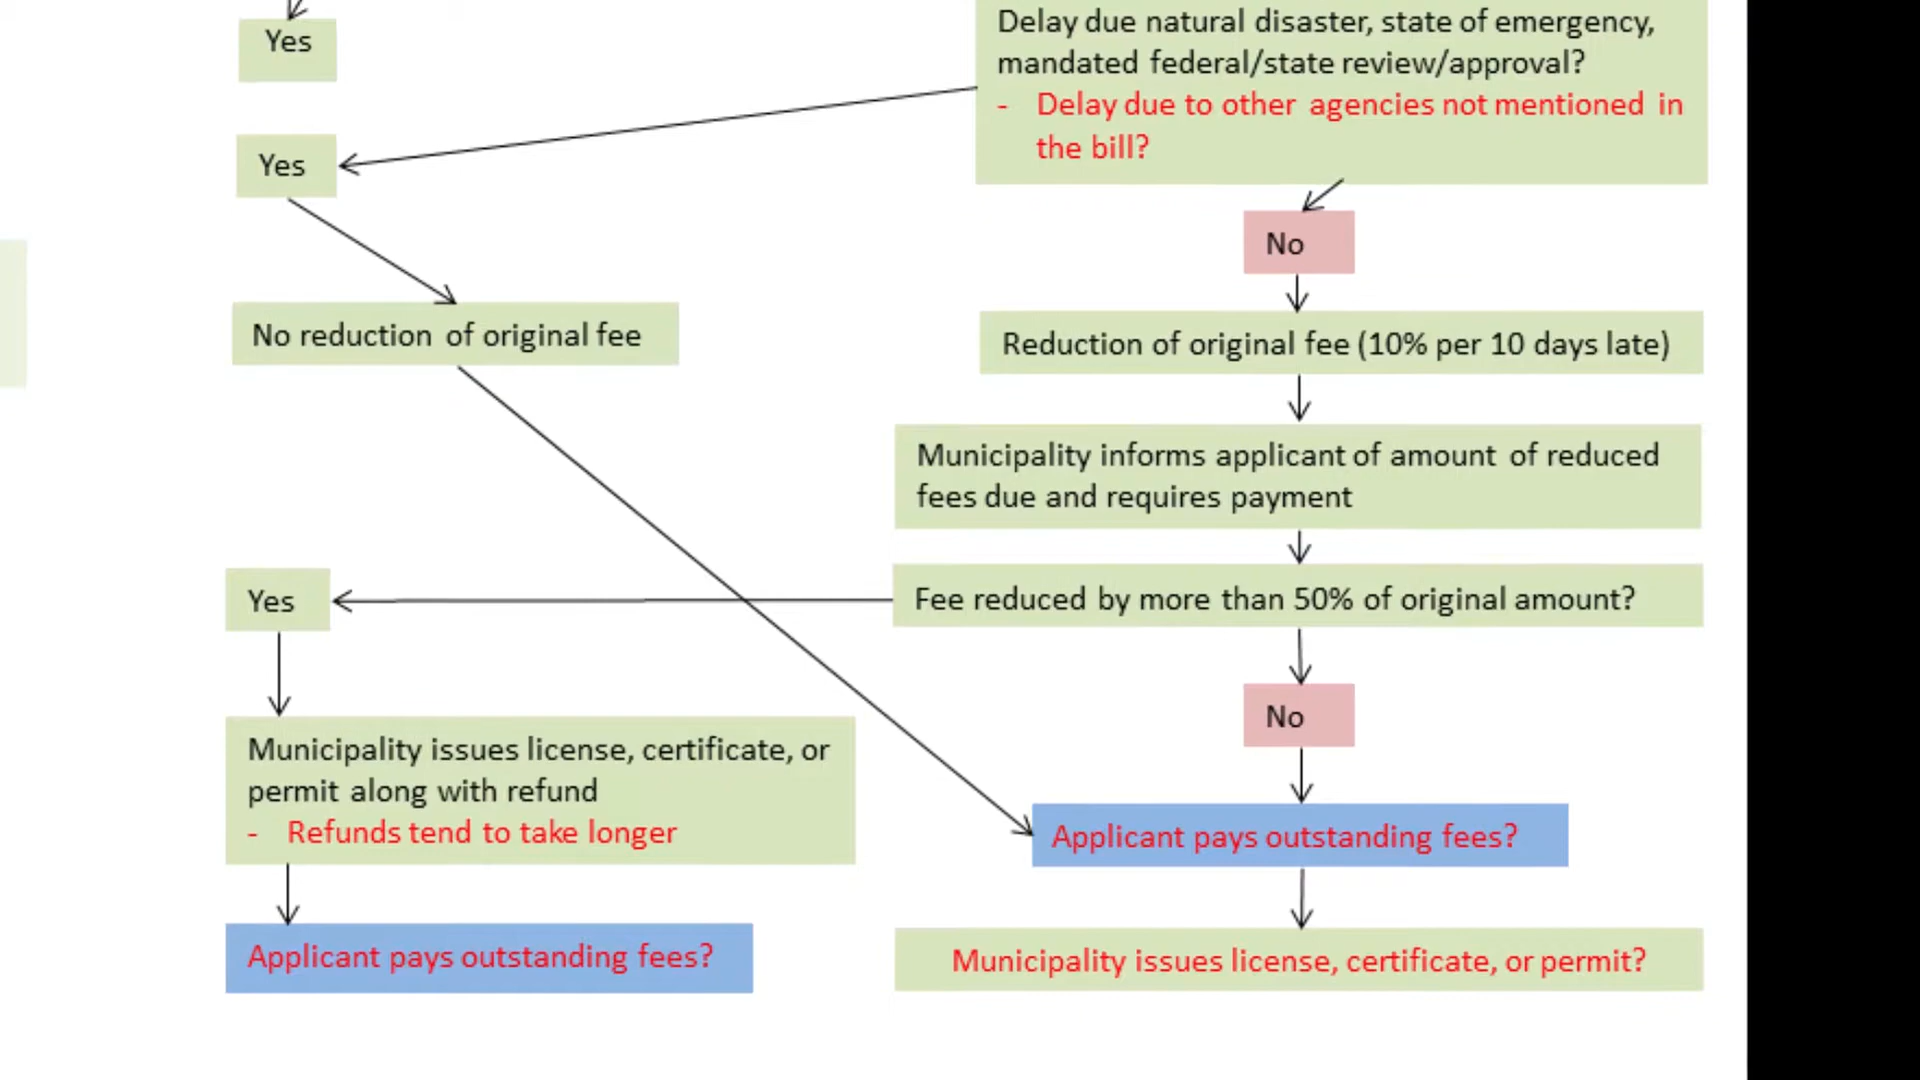 Yes
Delay due natural disaster, state of emergency,
mandated federal/state review/approval?
- Delay due to other agencies not mentioned in
the bill?
Yes
No
No reduction of original fee
Reduction of original fee (10% per 10 days late)
Municipality informs applicant of amount of reduced
fees due and requires payment
Yes
Fee reduced by more than 50% of original amount?
No
Municipality issues license, certificate, or
permit along with refund
- Refunds tend to take longer
Applicant pays outstanding fees?
Applicant pays outstanding fees?
Municipality issues license, certificate, or permit?